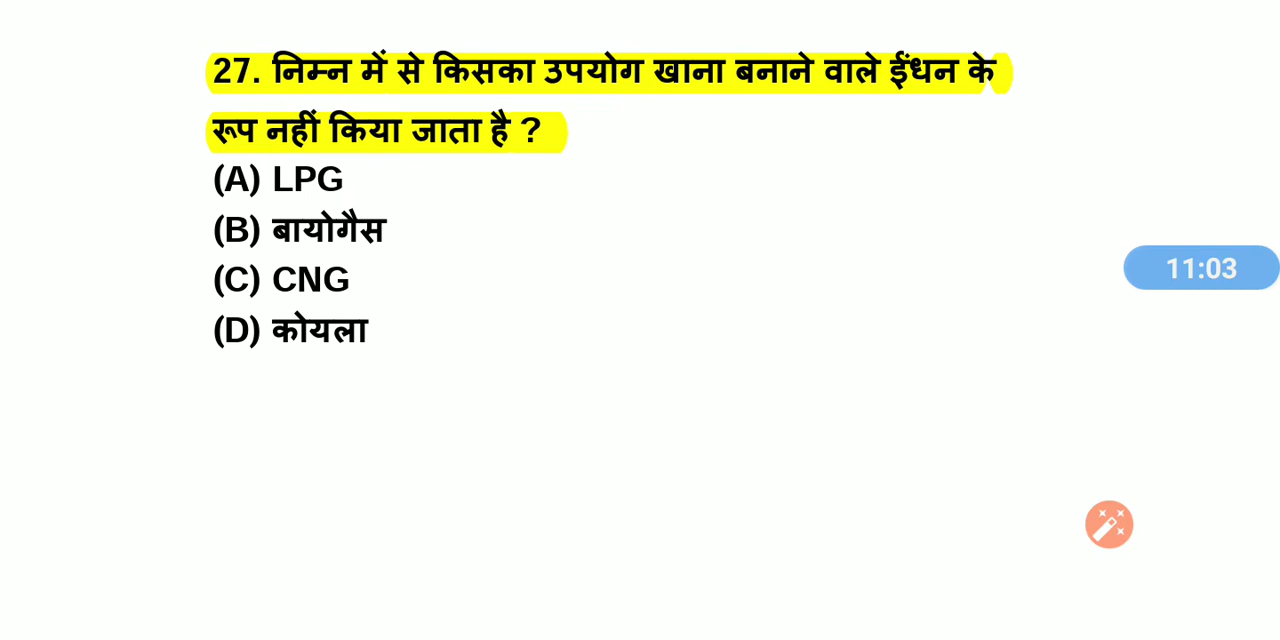 27. निम्न में से किसका उपयोग खाना बनाने वाले ईंधन के
रूप नहीं किया जाता है ?
(A) LPG
(B) बायोगैस
(C) CNG
(D) कोयला
11:03